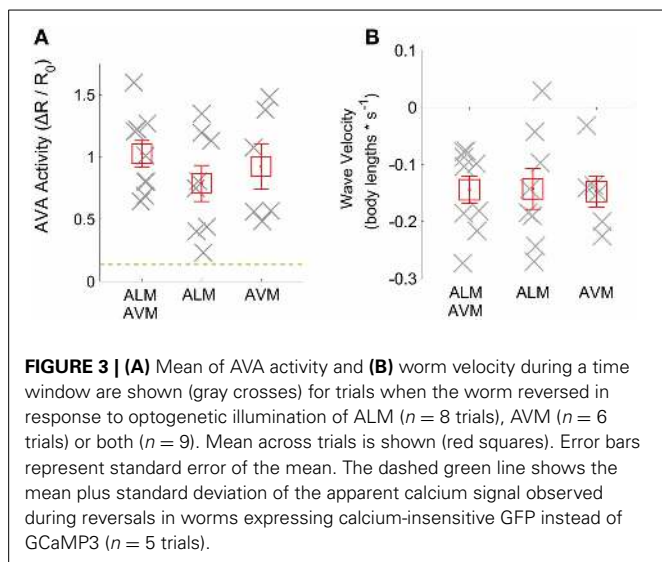 A
B
AVA Activity (ΔR / R0)
1.5
1
0.5
0
ALM
AVM
ALM
AVM
Wave Velocity
(body lengths * s-1)
0.1
0
-0.1
-0.2
-0.3
ALM
AVM
ALM
AVM
FIGURE 3 | (A) Mean of AVA activity and (B) worm velocity during a time
window are shown (gray crosses) for trials when the worm reversed in
response to optogenetic illumination of ALM (n = 8 trials), AVM (n = 6
trials) or both (n = 9). Mean across trials is shown (red squares). Error bars
represent standard error of the mean. The dashed green line shows the
mean plus standard deviation of the apparent calcium signal observed
during reversals in worms expressing calcium-insensitive GFP instead of
GCaMP3 (n = 5 trials).